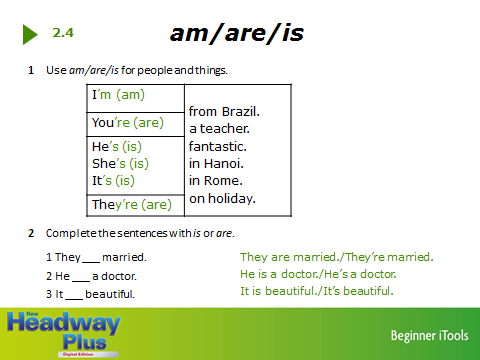 2.4
am/are/is
1 Use am/are/is for people and things.
I'm (am)
You're (are)
He's (is)
She's (is)
It's (is)
They're (are)
from Brazil.
a teacher.
fantastic.
in Hanoi.
in Rome.
on holiday.
2 Complete the sentences with is or are.
1 They ___ married.
They are married./They're married.
2 He ___ a doctor.
He is a doctor./He's a doctor.
3 It ___ beautiful.
It is beautiful./It's beautiful.
New
Headway
Plus
Digital Edition
Beginner iTools